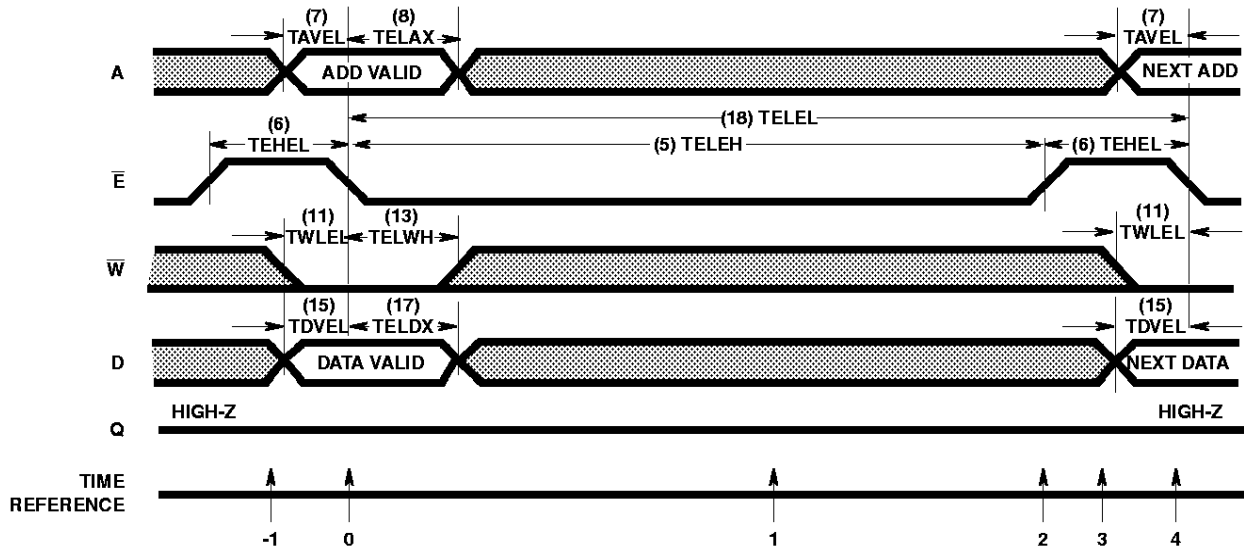 (7) (8) (7)
TAVEL TELAX TAVEL
A ADD VALID NEXT ADD
(18) TELEL
(6)
TEHEL (5) TELEH (6) TEHEL
E̅
(11) (13) (11)
TWLEL TELWH TWLEL
W̅
(15) (17) (15)
TDVEL TELDX TDVEL
D DATA VALID NEXT DATA
HIGH-Z HIGH-Z
Q
TIME
REFERENCE
-1 0 1 2 3 4